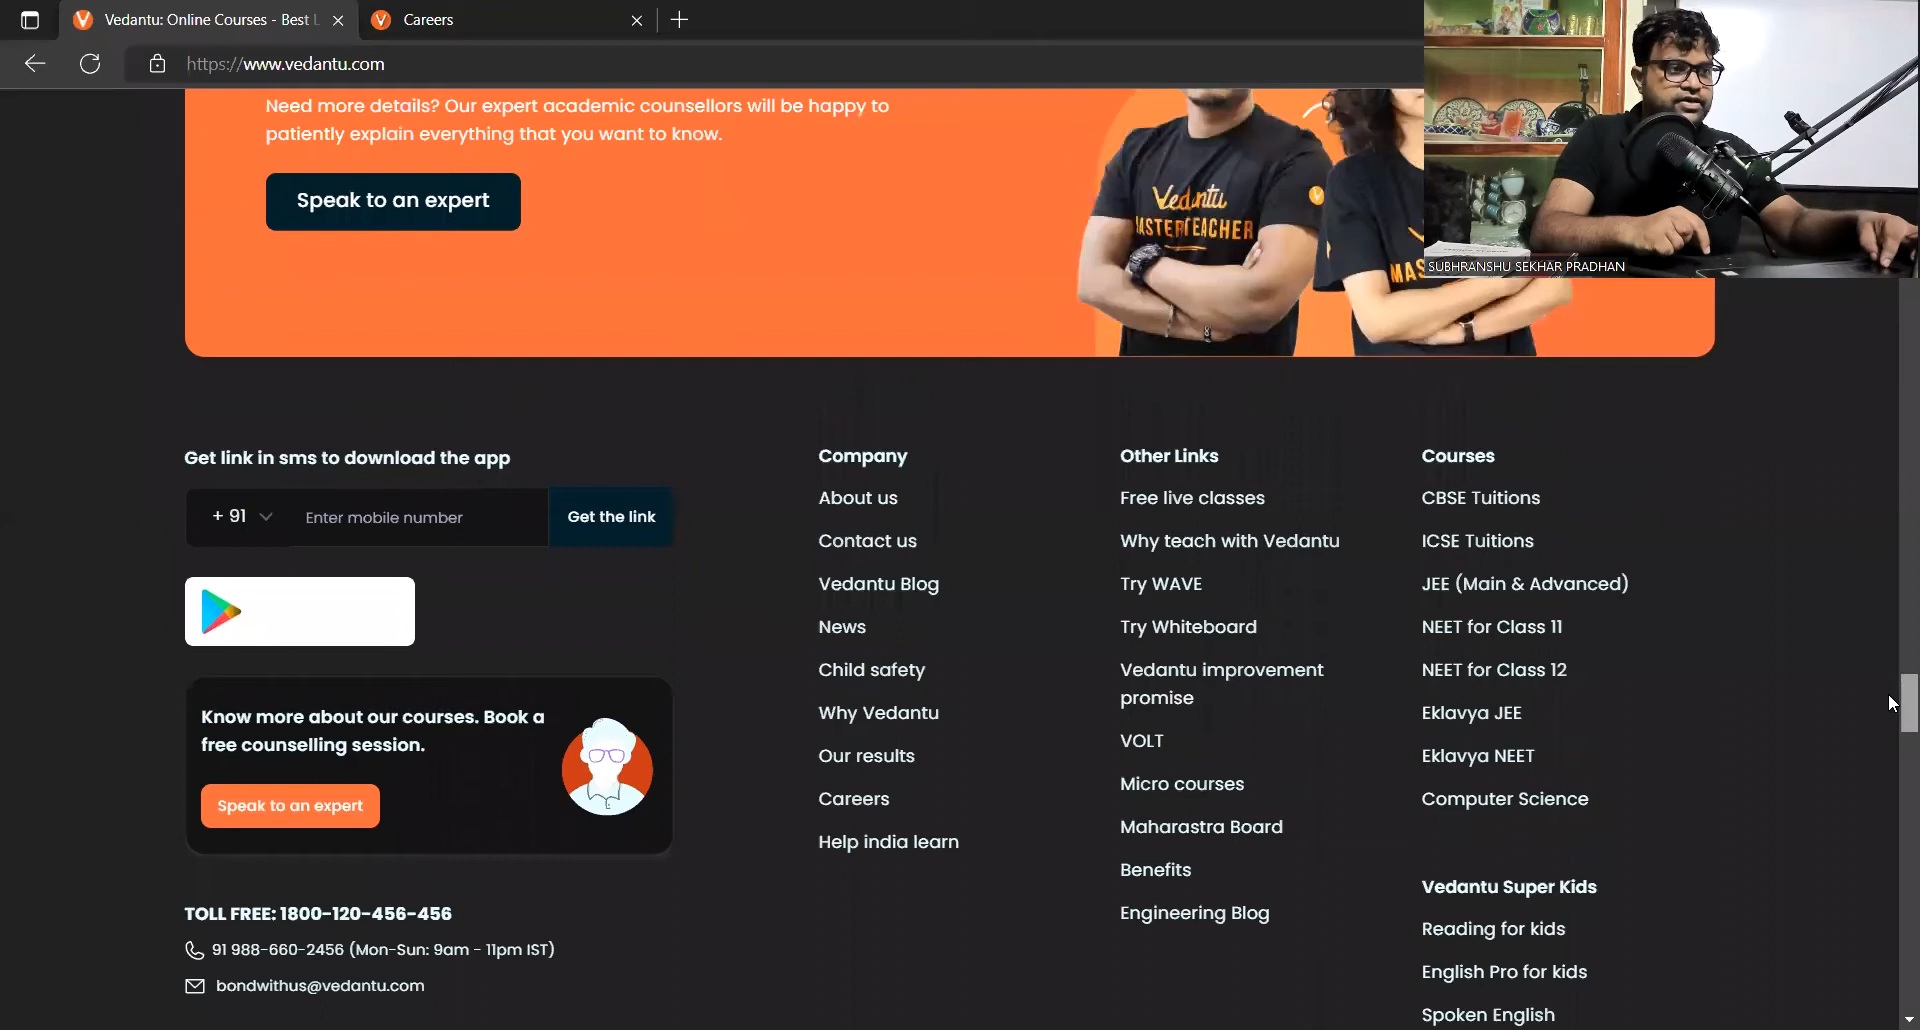 Vedantu: Online Courses - Best L
Careers
https://www.vedantu.com
Need more details? Our expert academic counsellors will be happy to
patiently explain everything that you want to know.
Speak to an expert
Vedantu
MASTER TEACHER
MAS
SUBHRANSHU SEKHAR PRADHAN
Get link in sms to download the app
+ 91
Enter mobile number
Get the link
Know more about our courses. Book a
free counselling session.
Speak to an expert
TOLL FREE: 1800-120-456-456
91 988-660-2456 (Mon-Sun: 9am - 11pm IST)
bondwithus@vedantu.com
Company
About us
Contact us
Vedantu Blog
News
Child safety
Why Vedantu
Our results
Careers
Help india learn
Other Links
Free live classes
Why teach with Vedantu
Try WAVE
Try Whiteboard
Vedantu improvement
promise
VOLT
Micro courses
Maharastra Board
Benefits
Engineering Blog
Courses
CBSE Tuitions
ICSE Tuitions
JEE (Main & Advanced)
NEET for Class 11
NEET for Class 12
Eklavya JEE
Eklavya NEET
Computer Science
Vedantu Super Kids
Reading for kids
English Pro for kids
Spoken English